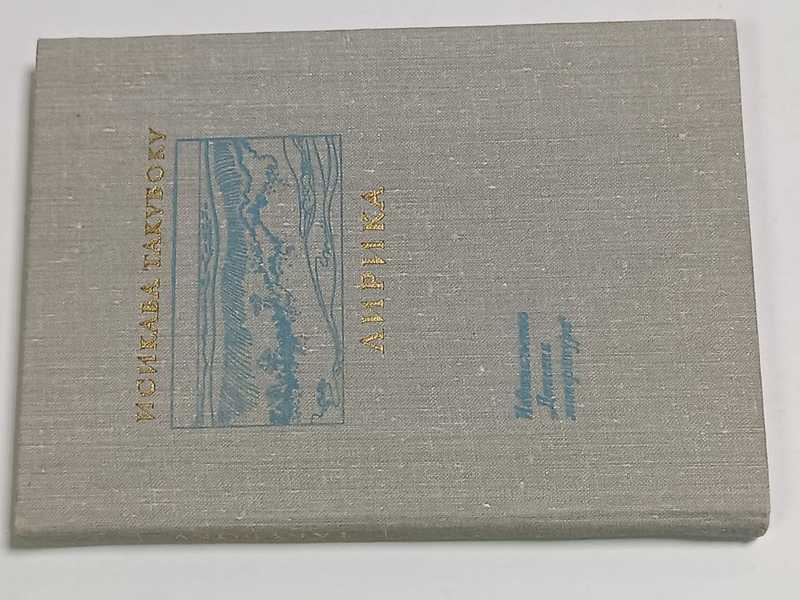 ИСИКАВА ТАКУБОКУ
ЛИРИКА
Издательство
„Детская
литература“